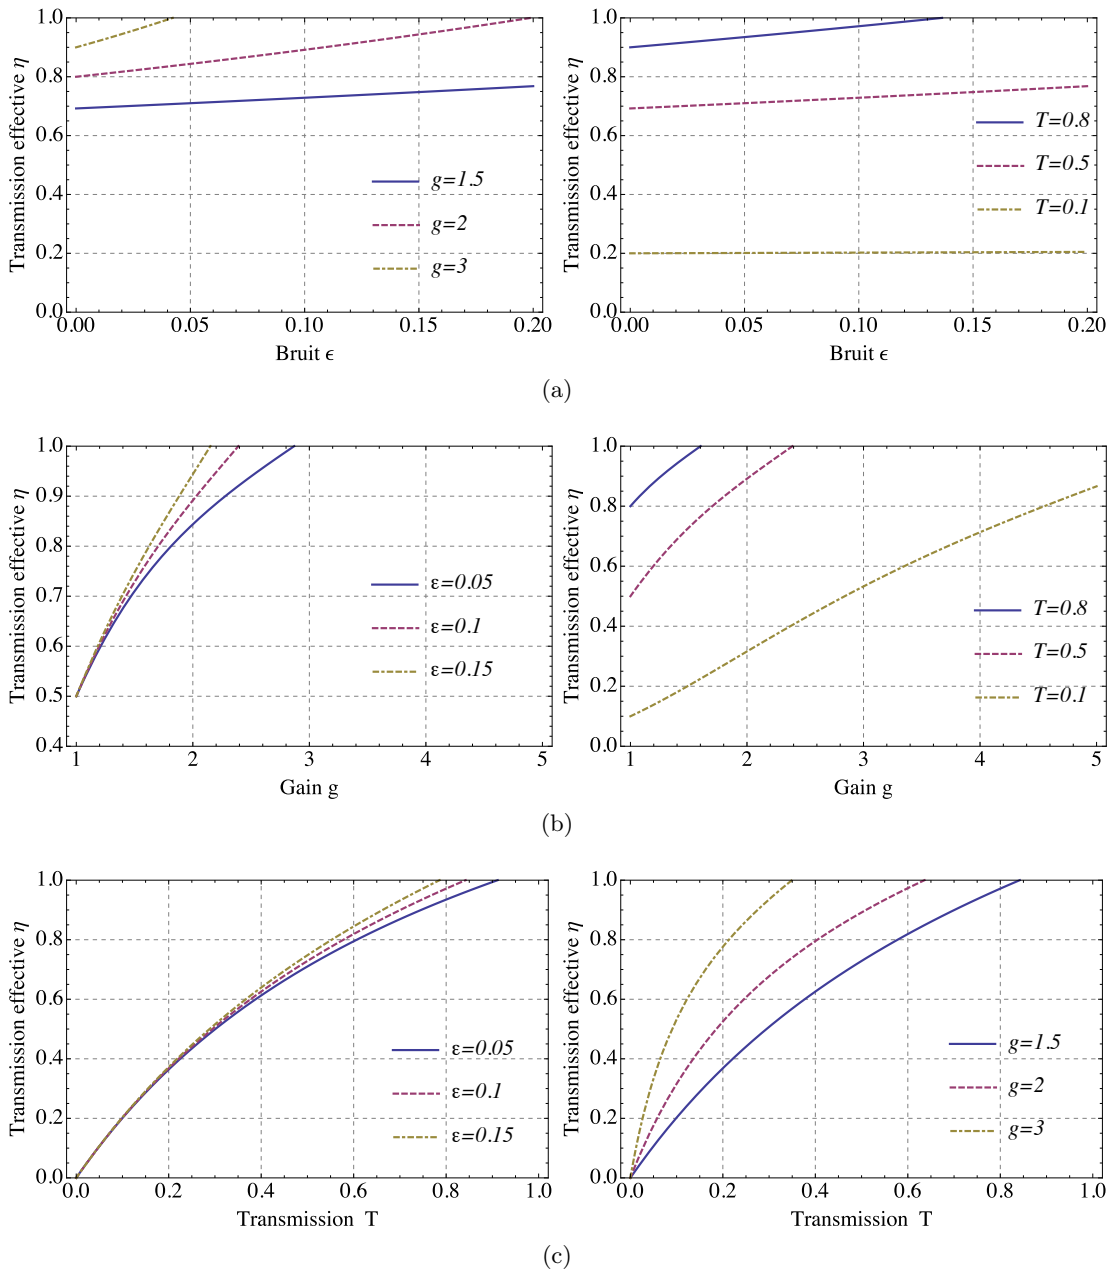 1.0
0.8
0.6
0.4
0.2
0.0
Transmission effective η
g=1.5
g=2
g=3
0.00 0.05 0.10 0.15 0.20
Bruit ϵ
1.0
0.8
0.6
0.4
0.2
0.0
Transmission effective η
T=0.8
T=0.5
T=0.1
0.00 0.05 0.10 0.15 0.20
Bruit ϵ
(a)
1.0
0.9
0.8
0.7
0.6
0.5
0.4
Transmission effective η
ε=0.05
ε=0.1
ε=0.15
1 2 3 4 5
Gain g
1.0
0.8
0.6
0.4
0.2
0.0
Transmission effective η
T=0.8
T=0.5
T=0.1
1 2 3 4 5
Gain g
(b)
1.0
0.8
0.6
0.4
0.2
0.0
Transmission effective η
ε=0.05
ε=0.1
ε=0.15
0.0 0.2 0.4 0.6 0.8 1.0
Transmission T
1.0
0.8
0.6
0.4
0.2
0.0
Transmission effective η
g=1.5
g=2
g=3
0.0 0.2 0.4 0.6 0.8 1.0
Transmission T
(c)